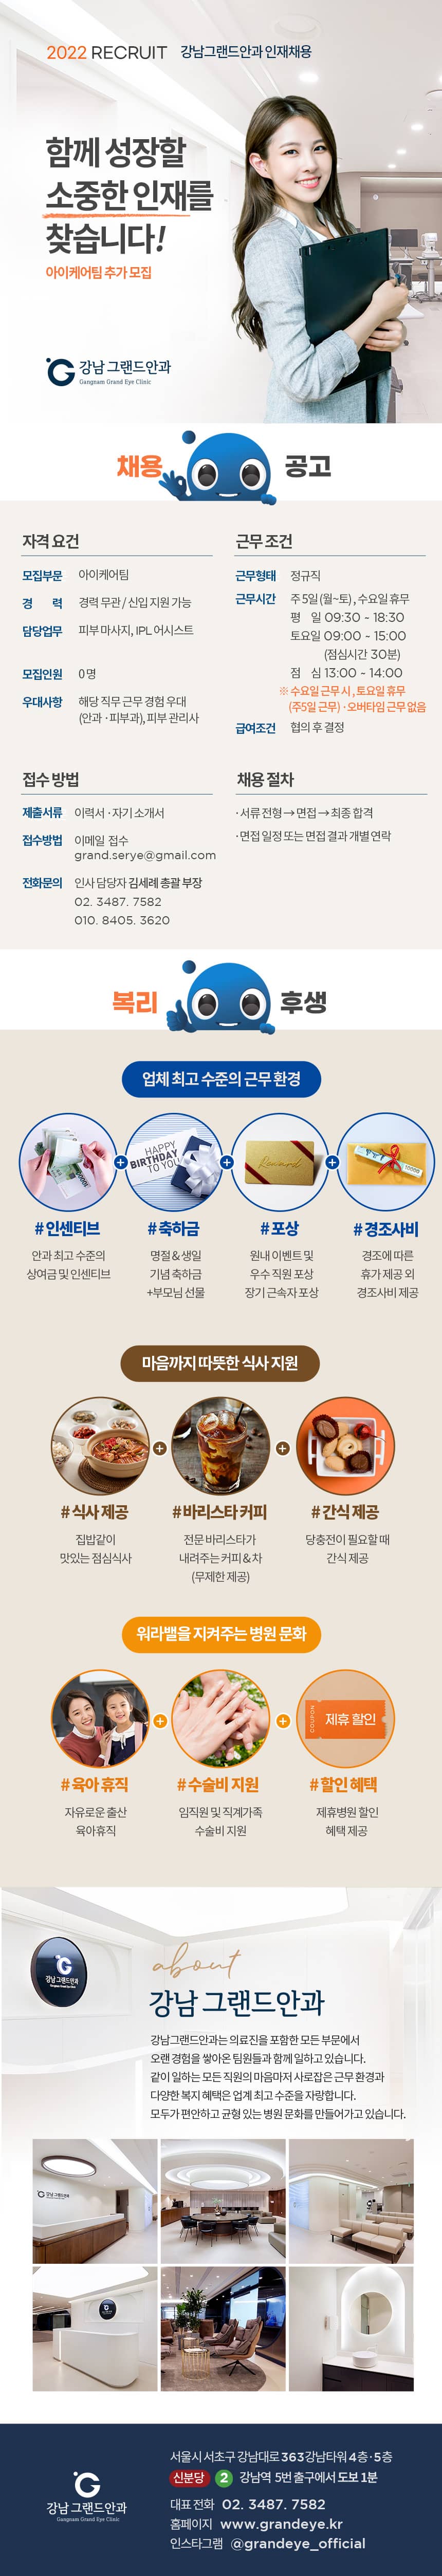 2022 RECRUIT 강남그랜드안과 인재채용
함께 성장할
소중한 인재를
찾습니다!
아이케어팀 추가 모집
강남 그랜드안과
Gangnam Grand Eye Clinic
채용 공고
자격 요건
모집부문 아이케어팀
경 력 경력 무관 / 신입 지원 가능
담당업무 피부 마사지, IPL 어시스트
모집인원 0명
우대사항 해당 직무 근무 경험 우대
(안과·피부과), 피부 관리사
근무 조건
근무형태 정규직
근무시간 주 5일 (월~토), 수요일 휴무
평 일 09:30 - 18:30
토요일 09:00 - 15:00
(점심시간 30분)
점 심 13:00 - 14:00
※ 수요일 근무 시, 토요일 휴무
(주5일 근무)·오버타임 근무 없음
급여조건 협의 후 결정
접수 방법
제출서류 이력서·자기소개서
접수방법 이메일 접수
grand.serye@gmail.com
전화문의 인사 담당자 김세례 총괄 부장
02. 3487. 7582
010. 8405. 3620
채용 절차
·서류 전형→면접→최종 합격
·면접 일정 또는 면접 결과 개별 연락
복리 후생
업체 최고 수준의 근무 환경
HAPPY
BIRTHDAY
TO YOU
Reward
#인센티브
안과 최고 수준의
상여금 및 인센티브
#축하금
명절&생일
기념 축하금
+부모님 선물
#포상
원내 이벤트 및
우수 직원 포상
장기 근속자 포상
#경조사비
경조에 따른
휴가 제공 외
경조사비 제공
마음까지 따뜻한 식사 지원
#식사 제공
집밥같이
맛있는 점심식사
#바리스타 커피
전문 바리스타가
내려주는 커피&차
(무제한 제공)
#간식 제공
당충전이 필요할 때
간식 제공
워라밸을 지켜주는 병원 문화
COUPON
제휴 할인
#육아 휴직
자유로운 출산
육아휴직
#수술비 지원
임직원 및 직계가족
수술비 지원
#할인 혜택
제휴병원 할인
혜택 제공
강남 그랜드안과
Gangnam Grand Eye Clinic
about
강남 그랜드안과
강남그랜드안과는 의료진을 포함한 모든 부문에서
오랜 경험을 쌓아온 팀원들과 함께 일하고 있습니다.
같이 일하는 모든 직원의 마음마저 사로잡은 근무 환경과
다양한 복지 혜택은 업계 최고 수준을 자랑합니다.
모두가 편안하고 균형 있는 병원 문화를 만들어가고 있습니다.
강남 그랜드안과
강남 그랜드안과
Gangnam Grand Eye Clinic
서울시 서초구 강남대로 363 강남타워 4층·5층
신분당 2 강남역 5번 출구에서 도보 1분
대표 전화 02. 3487. 7582
홈페이지 www.grandeye.kr
인스타그램 @grandeye_official